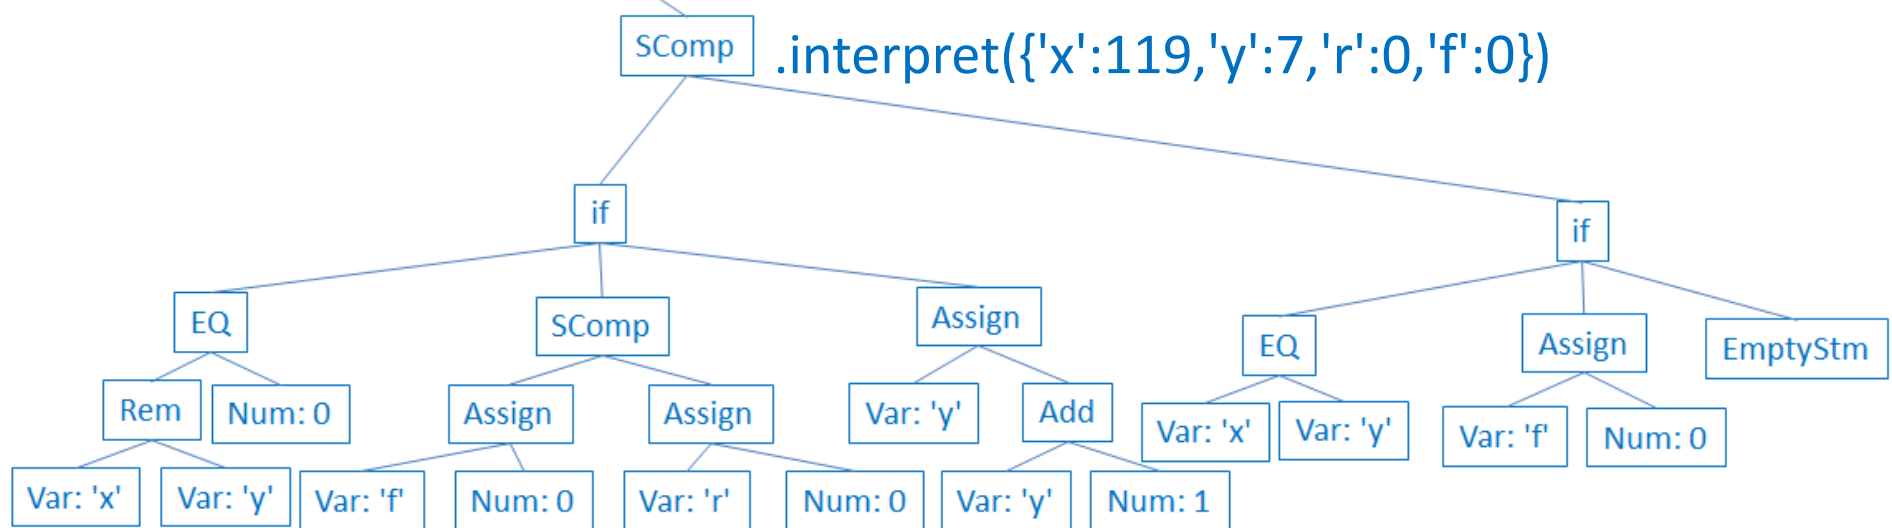 SComp .interpret({'x':119,'y':7,'r':0,'f':0})
if if
EQ SComp Assign EQ Assign EmptyStm
Rem Num: 0 Assign Assign Var: 'y' Add Var: 'x' Var: 'y' Var: 'f' Num: 0
Var: 'x' Var: 'y' Var: 'f' Num: 0 Var: 'r' Num: 0 Var: 'y' Num: 1